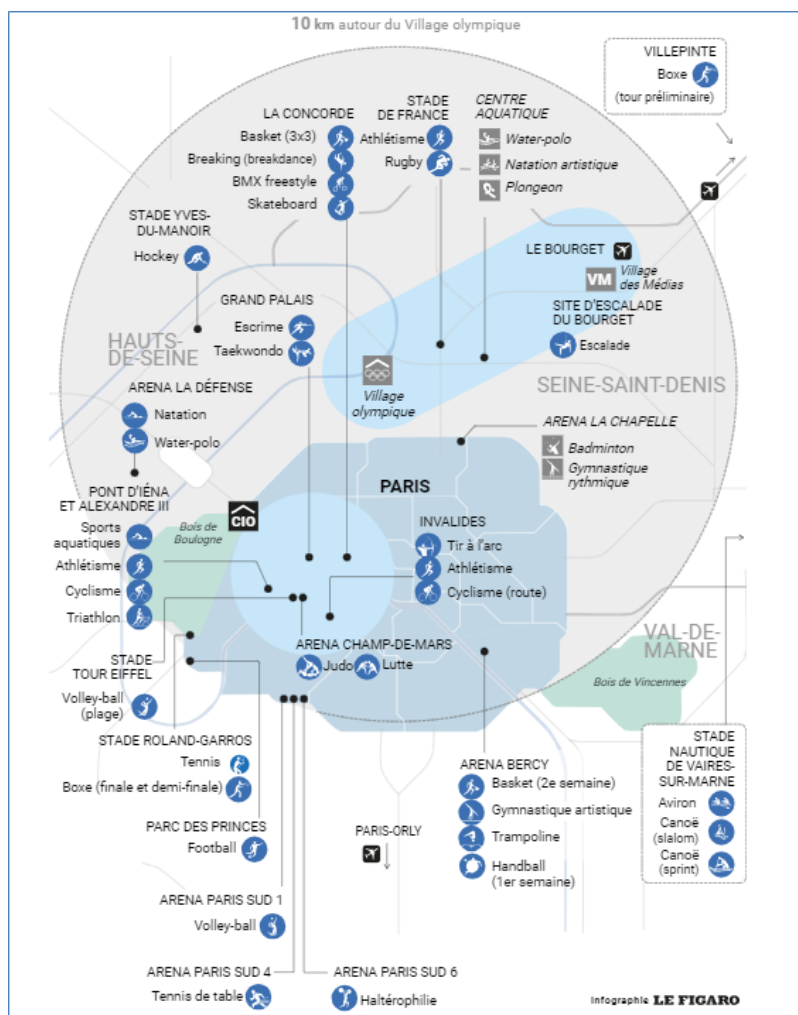 10 km autour du Village olympique
VILLEPINTE
Boxe
(tour préliminaire)
LA CONCORDE
Basket (3x3)
Breaking (breakdance)
BMX freestyle
Skateboard
STADE
DE FRANCE
Athlétisme
Rugby
CENTRE
AQUATIQUE
Water-polo
Natation artistique
Plongeon
STADE YVES-
DU-MANOIR
Hockey
LE BOURGET
VM
Village
des Médias
GRAND PALAIS
Escrime
Taekwondo
SITE D'ESCALADE
DU BOURGET
Escalade
HAUTS-
DE-SEINE
Village
olympique
SEINE-SAINT-DENIS
ARENA LA DÉFENSE
Natation
Water-polo
ARENA LA CHAPELLE
Badminton
Gymnastique
rythmique
PARIS
PONT D'IÉNA
ET ALEXANDRE III
Sports
aquatiques
Athlétisme
Cyclisme
Triathlon
Bois de
Boulogne
CIO
INVALIDES
Tir à l'arc
Athlétisme
Cyclisme (route)
VAL-DE-
MARNE
Bois de Vincennes
ARENA CHAMP-DE-MARS
Judo
Lutte
STADE
TOUR EIFFEL
Volley-ball
(plage)
STADE ROLAND-GARROS
Tennis
Boxe (finale et demi-finale)
PARC DES PRINCES
Football
PARIS-ORLY
ARENA BERCY
Basket (2e semaine)
Gymnastique artistique
Trampoline
Handball
(1er semaine)
STADE
NAUTIQUE
DE VAIRES-
SUR-MARNE
Aviron
Canoë
(slalom)
Canoë
(sprint)
ARENA PARIS SUD 1
Volley-ball
ARENA PARIS SUD 4
Tennis de table
ARENA PARIS SUD 6
Haltérophilie
Infographie LE FIGARO